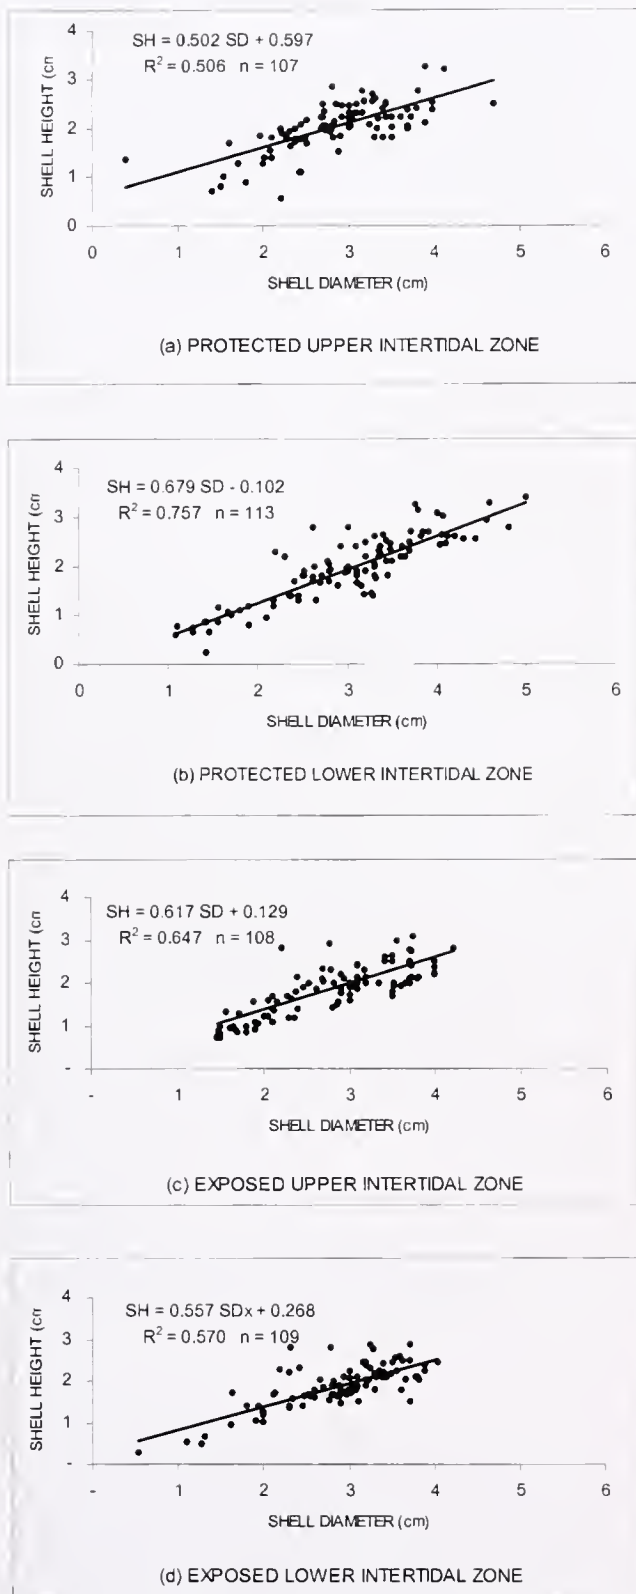 SH = 0.502 SD + 0.597
R² = 0.506 n = 107
SHELL HEIGHT (cm
4
3
2
1
0
0 1 2 3 4 5 6
SHELL DIAMETER (cm)
(a) PROTECTED UPPER INTERTIDAL ZONE
SH = 0.679 SD - 0.102
R² = 0.757 n = 113
SHELL HEIGHT (cm
4
3
2
1
0
0 1 2 3 4 5 6
SHELL DIAMETER (cm)
(b) PROTECTED LOWER INTERTIDAL ZONE
SH = 0.617 SD + 0.129
R² = 0.647 n = 108
SHELL HEIGHT (cm
4
3
2
1
-
- 1 2 3 4 5 6
SHELL DIAMETER (cm)
(c) EXPOSED UPPER INTERTIDAL ZONE
SH = 0.557 SDx + 0.268
R² = 0.570 n = 109
SHELL HEIGHT (cm
4
3
2
1
-
- 1 2 3 4 5 6
SHELL DIAMETER (cm)
(d) EXPOSED LOWER INTERTIDAL ZONE